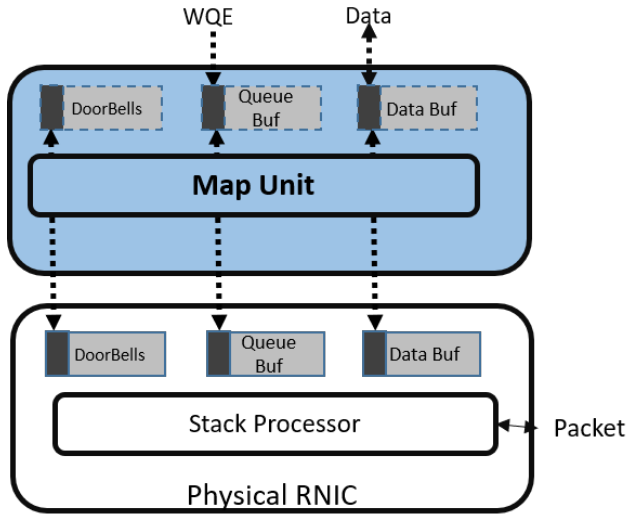 WQE
Data
DoorBells
Queue
Buf
Data Buf
Map Unit
DoorBells
Queue
Buf
Data Buf
Stack Processor
Packet
Physical RNIC